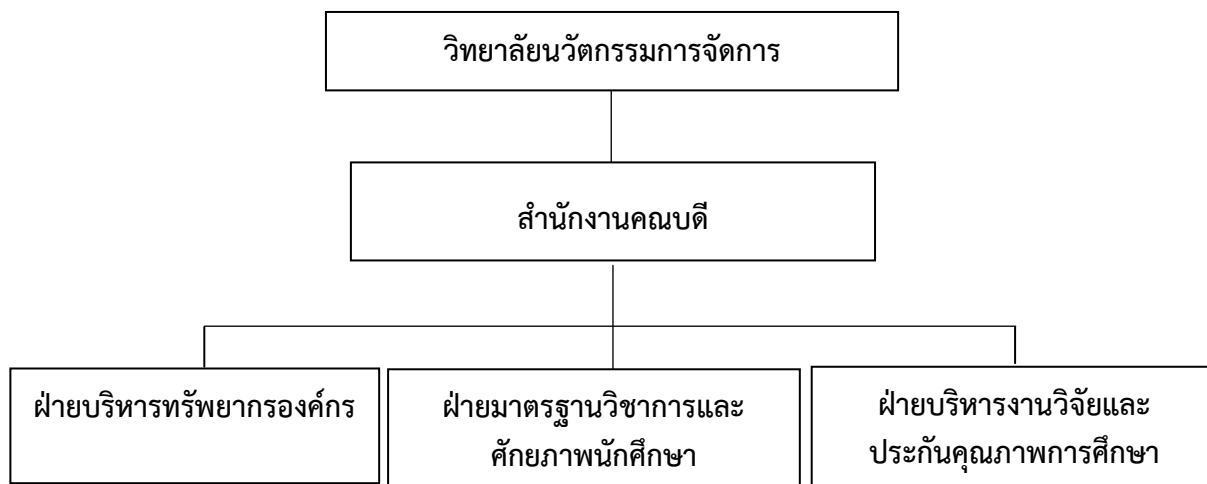 วิทยาลัยนวัตกรรมการจัดการ
สำนักงานคณบดี
ฝ่ายบริหารทรัพยากรองค์กร
ฝ่ายมาตรฐานวิชาการและ
ศักยภาพนักศึกษา
ฝ่ายบริหารงานวิจัยและ
ประกันคุณภาพการศึกษา